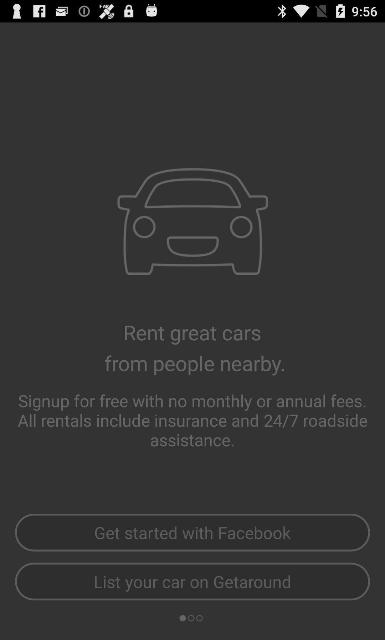 9:56
Rent great cars
from people nearby.
Signup for free with no monthly or annual fees.
All rentals include insurance and 24/7 roadside
assistance.
Get started with Facebook
List your car on Getaround